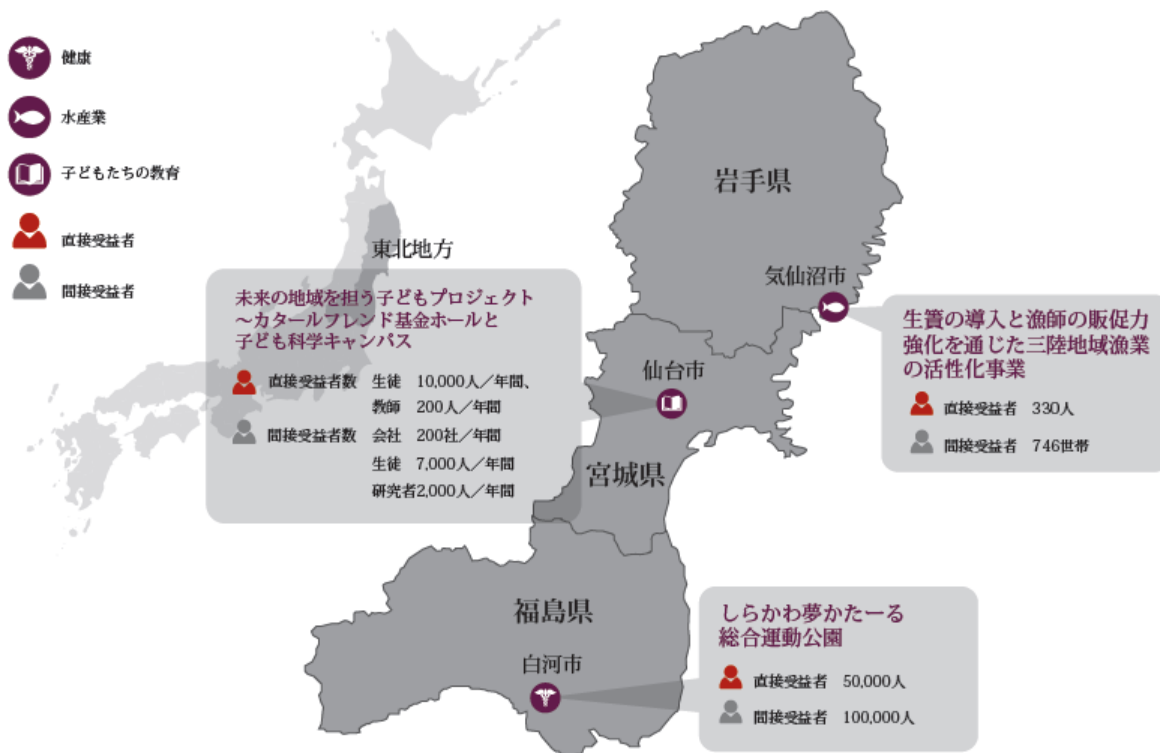 健康
水産業
子どもたちの教育
直接受益者
間接受益者
東北地方
岩手県
気仙沼市
仙台市
宮城県
福島県
白河市
未来の地域を担う子どもプロジェクト
～カタールフレンド基金ホールと
子ども科学キャンパス
直接受益者数 生徒 10,000人／年間、
教師 200人／年間
間接受益者数 会社 200社／年間
生徒 7,000人／年間
研究者2,000人／年間
生簀の導入と漁師の販促力
強化を通じた三陸地域漁業
の活性化事業
直接受益者 330人
間接受益者 746世帯
しらかわ夢かたーる
総合運動公園
直接受益者 50,000人
間接受益者 100,000人